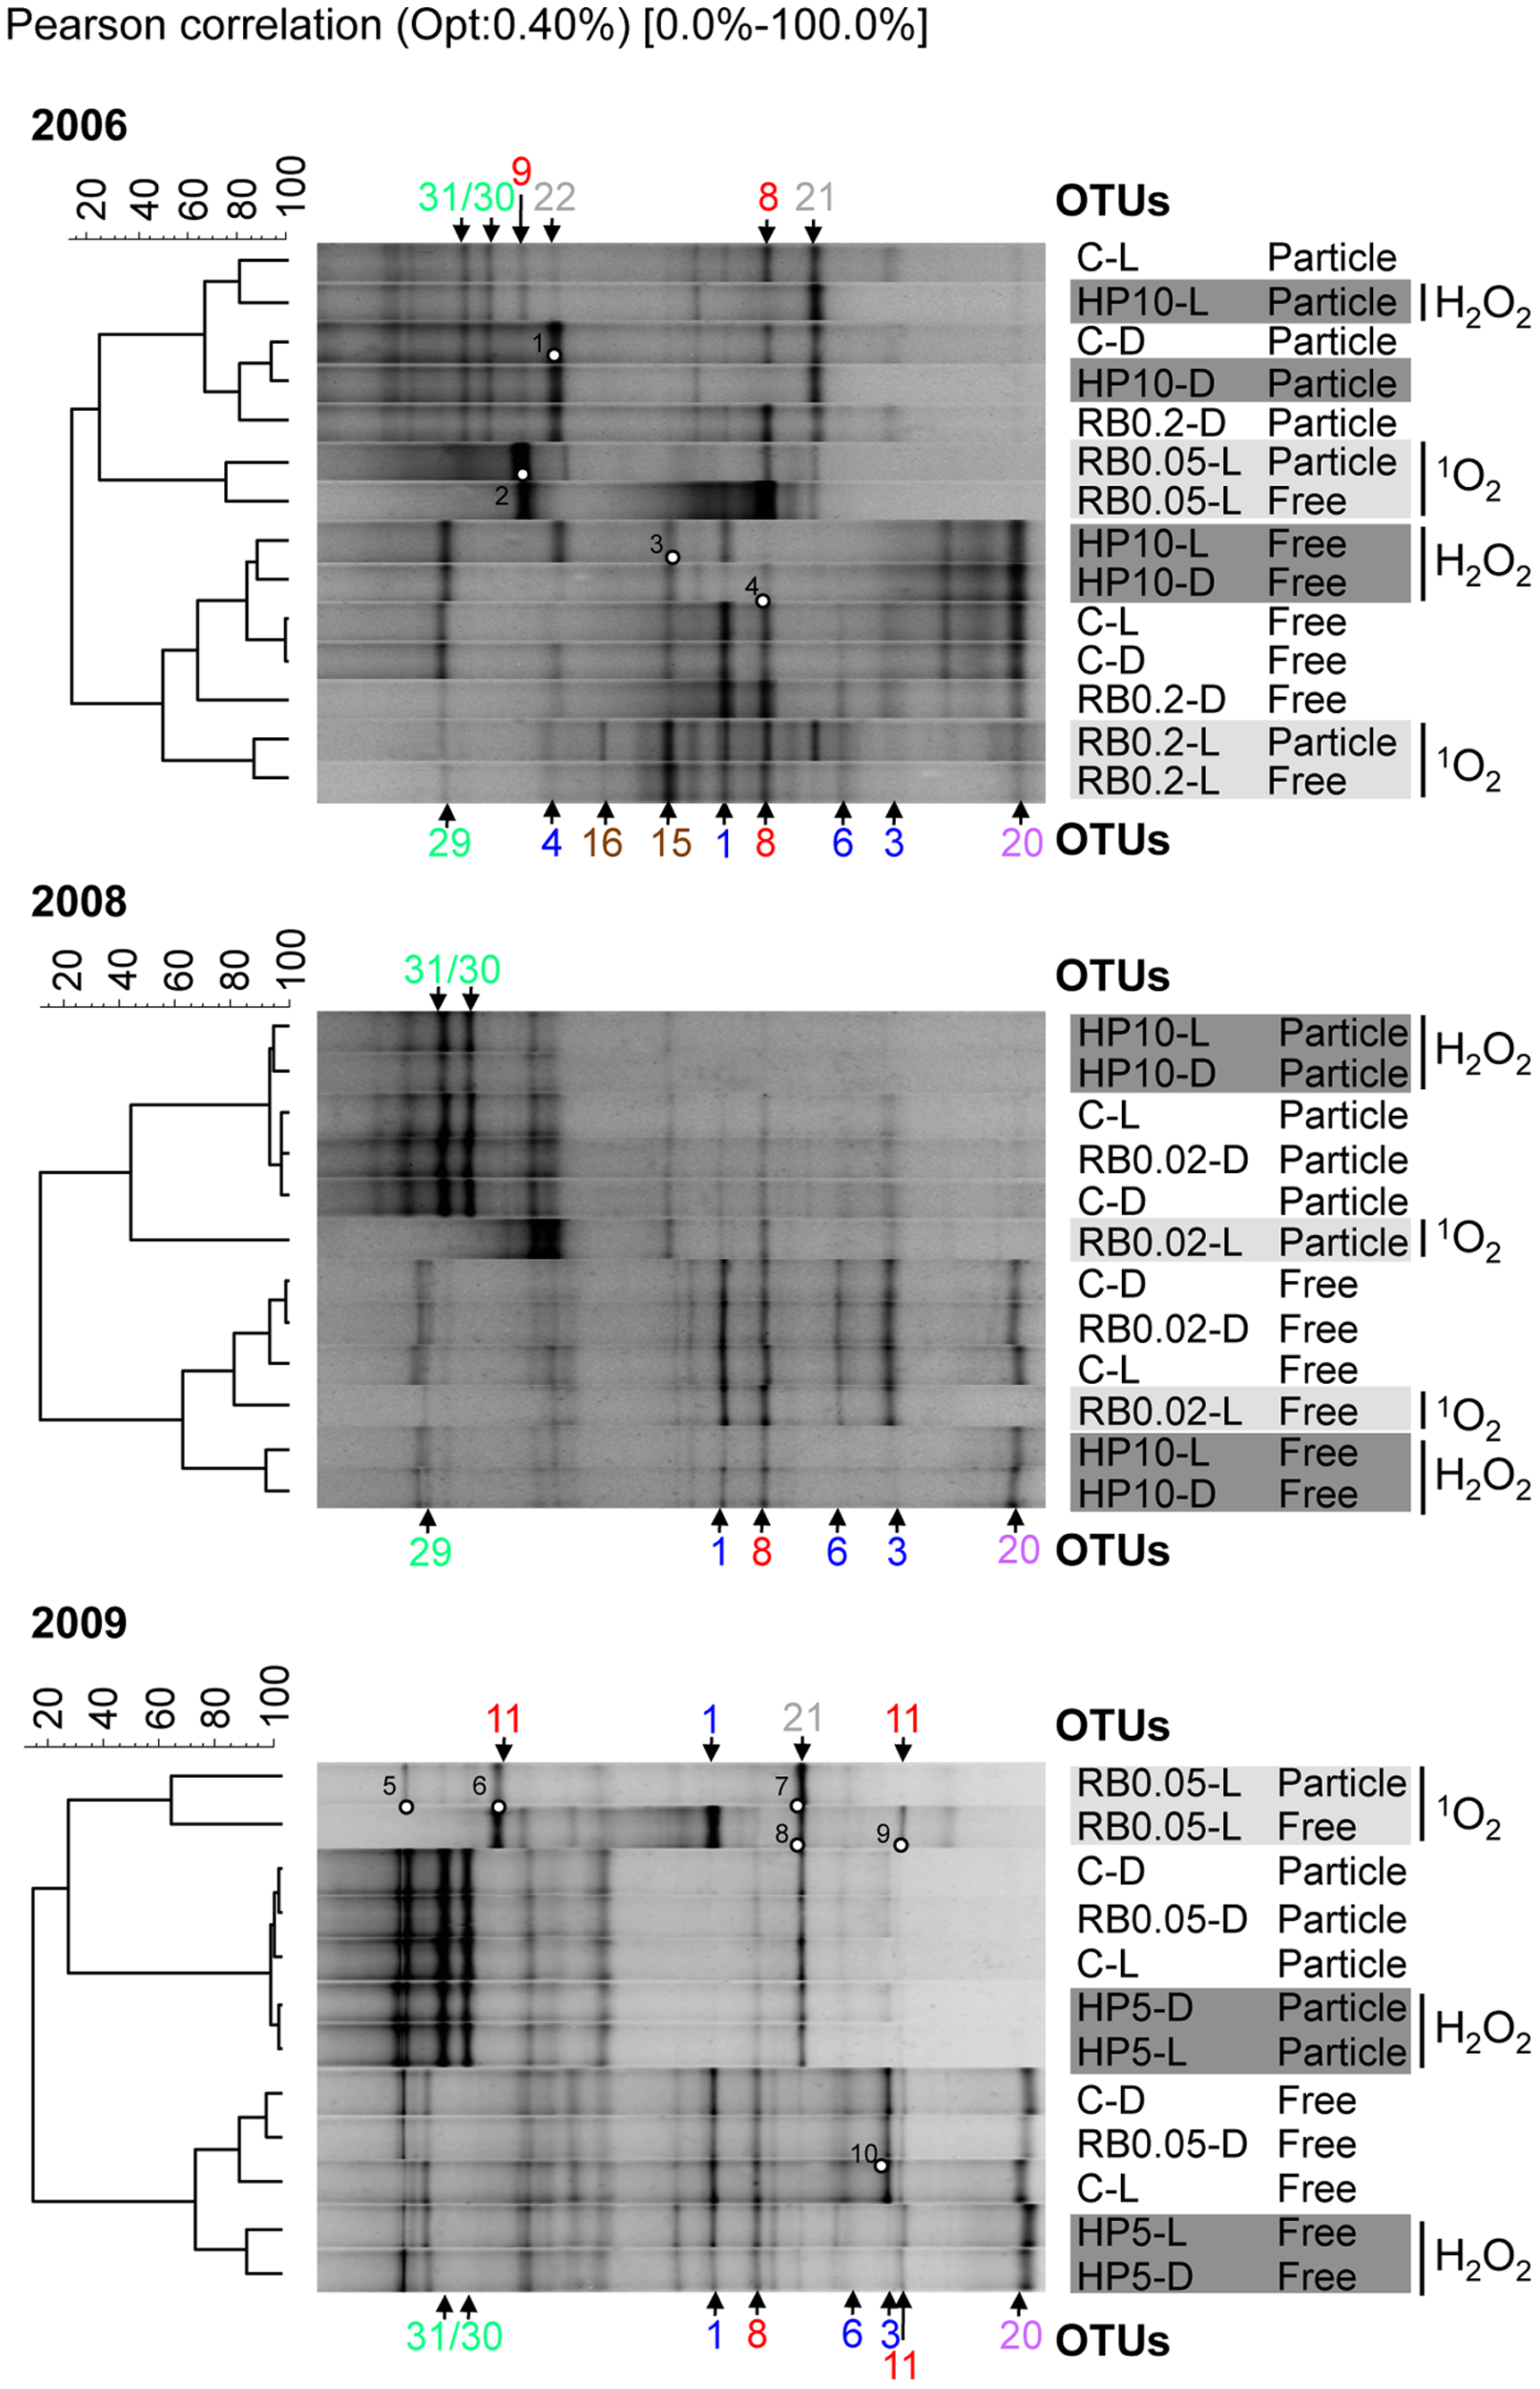 Pearson correlation (Opt:0.40%) [0.0%-100.0%]
2006
20 40 60 80 100
31/30 9 22 8 21 OTUs
C-L Particle
HP10-L Particle H2O2
C-D Particle
1
HP10-D Particle
RB0.2-D Particle
RB0.05-L Particle
2
RB0.05-L Free
1O2
3
HP10-L Free
HP10-D Free
H2O2
4
C-L Free
C-D Free
RB0.2-D Free
RB0.2-L Particle
RB0.2-L Free
1O2
29 4 16 15 1 8 6 3 20 OTUs
2008
20 40 60 80 100
31/30 OTUs
HP10-L Particle
HP10-D Particle
H2O2
C-L Particle
RB0.02-D Particle
C-D Particle
RB0.02-L Particle 1O2
C-D Free
RB0.02-D Free
C-L Free
RB0.02-L Free 1O2
HP10-L Free
HP10-D Free
H2O2
29 1 8 6 3 20 OTUs
2009
20 40 60 80 100
11 1 21 11 OTUs
5 6 7
RB0.05-L Particle
8 9
RB0.05-L Free
1O2
C-D Particle
RB0.05-D Particle
C-L Particle
HP5-D Particle
HP5-L Particle
H2O2
C-D Free
RB0.05-D Free
10
C-L Free
HP5-L Free
HP5-D Free
H2O2
31/30 1 8 6 3 20 OTUs
11